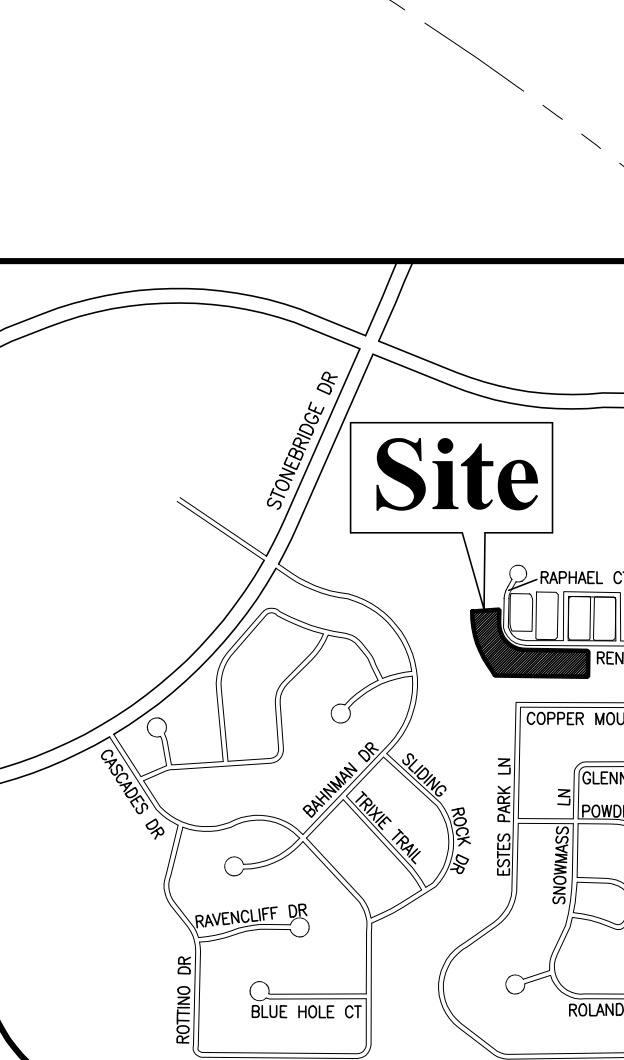 STONEBRIDGE DR
Site
RAPHAEL C
REN
COPPER MOU
CASCADES DR
BAHNMAN DR
SLIDING ROCK DR
TRIXIE TRAIL
ESTES PARK LN
SNOWMASS LN
GLENN
POWD
RAVENCLIFF DR
ROTTINO DR
BLUE HOLE CT
ROLAND